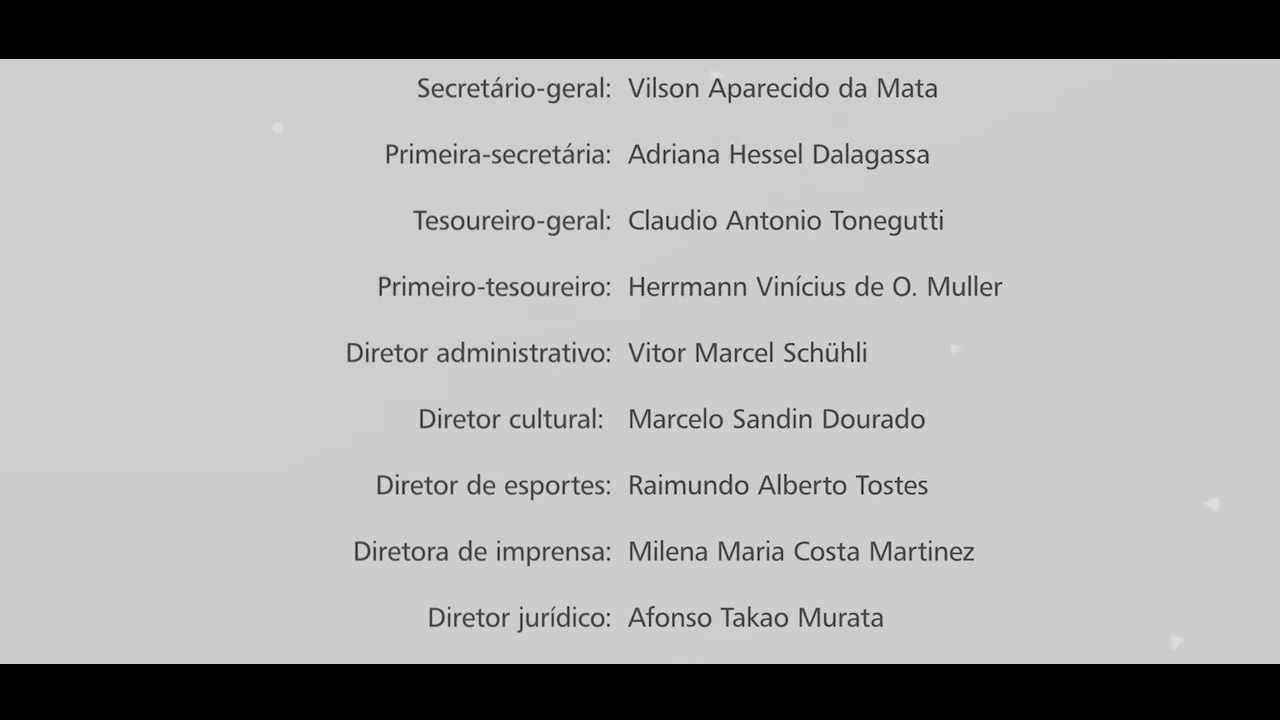 Secretário-geral: Vilson Aparecido da Mata
Primeira-secretária: Adriana Hessel Dalagassa
Tesoureiro-geral: Claudio Antonio Tonegutti
Primeiro-tesoureiro: Herrmann Vinícius de O. Muller
Diretor administrativo: Vitor Marcel Schühli
Diretor cultural: Marcelo Sandin Dourado
Diretor de esportes: Raimundo Alberto Tostes
Diretora de imprensa: Milena Maria Costa Martinez
Diretor jurídico: Afonso Takao Murata